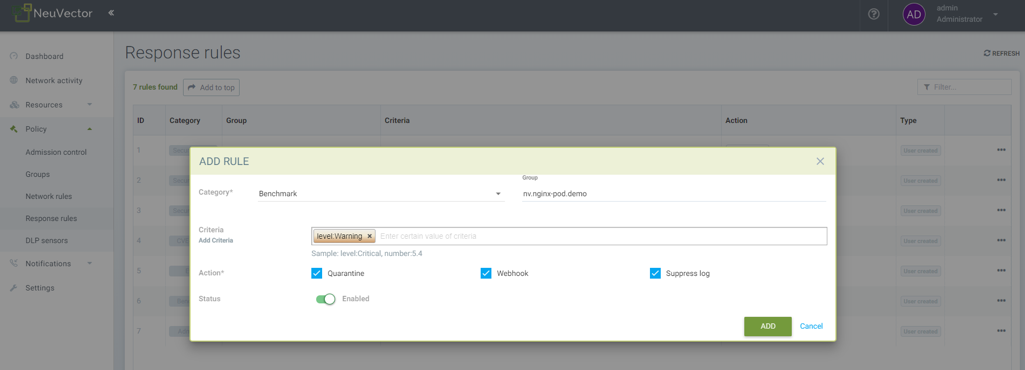 NeuVector «
AD
admin
Administrator
Dashboard
Network activity
Resources
Policy
Admission control
Groups
Network rules
Response rules
DLP sensors
Notifications
Settings
Response rules
REFRESH
7 rules found
Add to top
Filter...
ID Category Group Criteria Action Type
1 User created
2 User created
3 User created
4 User created
5 User created
6 User created
7 User created
ADD RULE
Category* Benchmark
Group
nv.nginx-pod.demo
Criteria
Add Criteria
level:Warning × Enter certain value of criteria
Sample: level:Critical, number:5.4
Action* Quarantine Webhook Suppress log
Status Enabled
ADD Cancel